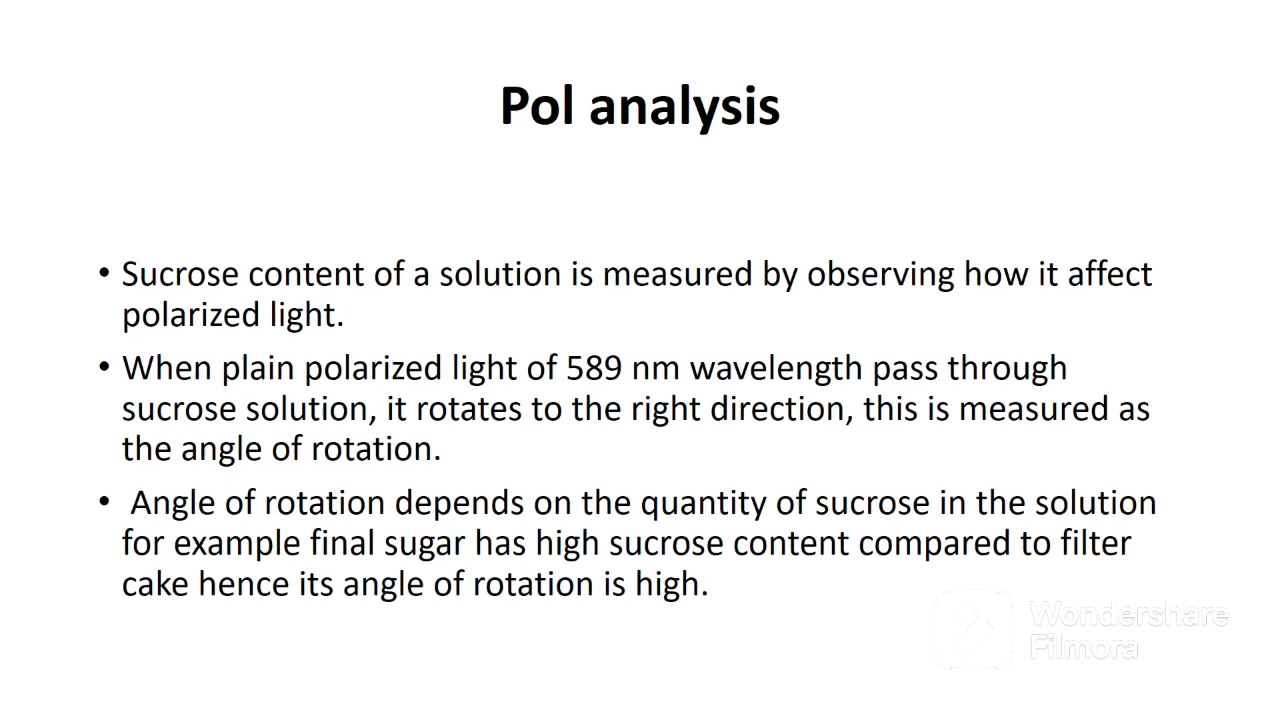 Pol analysis
• Sucrose content of a solution is measured by observing how it affect
polarized light.
• When plain polarized light of 589 nm wavelength pass through
sucrose solution, it rotates to the right direction, this is measured as
the angle of rotation.
• Angle of rotation depends on the quantity of sucrose in the solution
for example final sugar has high sucrose content compared to filter
cake hence its angle of rotation is high.
Wondershare
Filmora